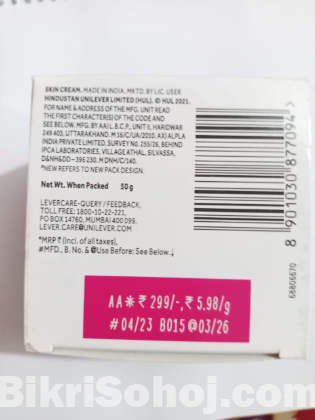 SKIN CREAM. MADE IN INDIA. MKTD. BY LIC. USER
HINDUSTAN UNILEVER LIMITED (HUL). © HUL 2021.
FOR NAME & ADDRESS OF THE MFG. UNIT READ
THE FIRST CHARACTER(S) OF THE CODE AND
SEE BELOW. MFG. BY AA) L.B.C.P., UNIT II, HARIDWAR
249 403, UTTARAKHAND. M 16/C/UA/2010. AX) ALPLA
INDIA PRIVATE LIMITED, SURVEY NO. 255/26, BEHIND
IPCA LABORATORIES, VILLAGE ATHAL, SILVASSA,
D&NH&DD – 396 230. M DNH/C/140.
*NEW REFERS TO NEW PACK DESIGN.
Net Wt. When Packed 50 g
LEVERCARE-QUERY / FEEDBACK,
TOLL FREE: 1800-10-22-221,
PO BOX 14760, MUMBAI 400 099,
LEVER.CARE@UNILEVER.COM
*MRP ₹ (incl. of all taxes),
#MFD., B. No. & @Use Before: See Below.↓
AA*₹ 299/-,₹ 5.98/g
#04/23 B015@03/26
8 901030 877094 >
68806670
BikriSohoj.com